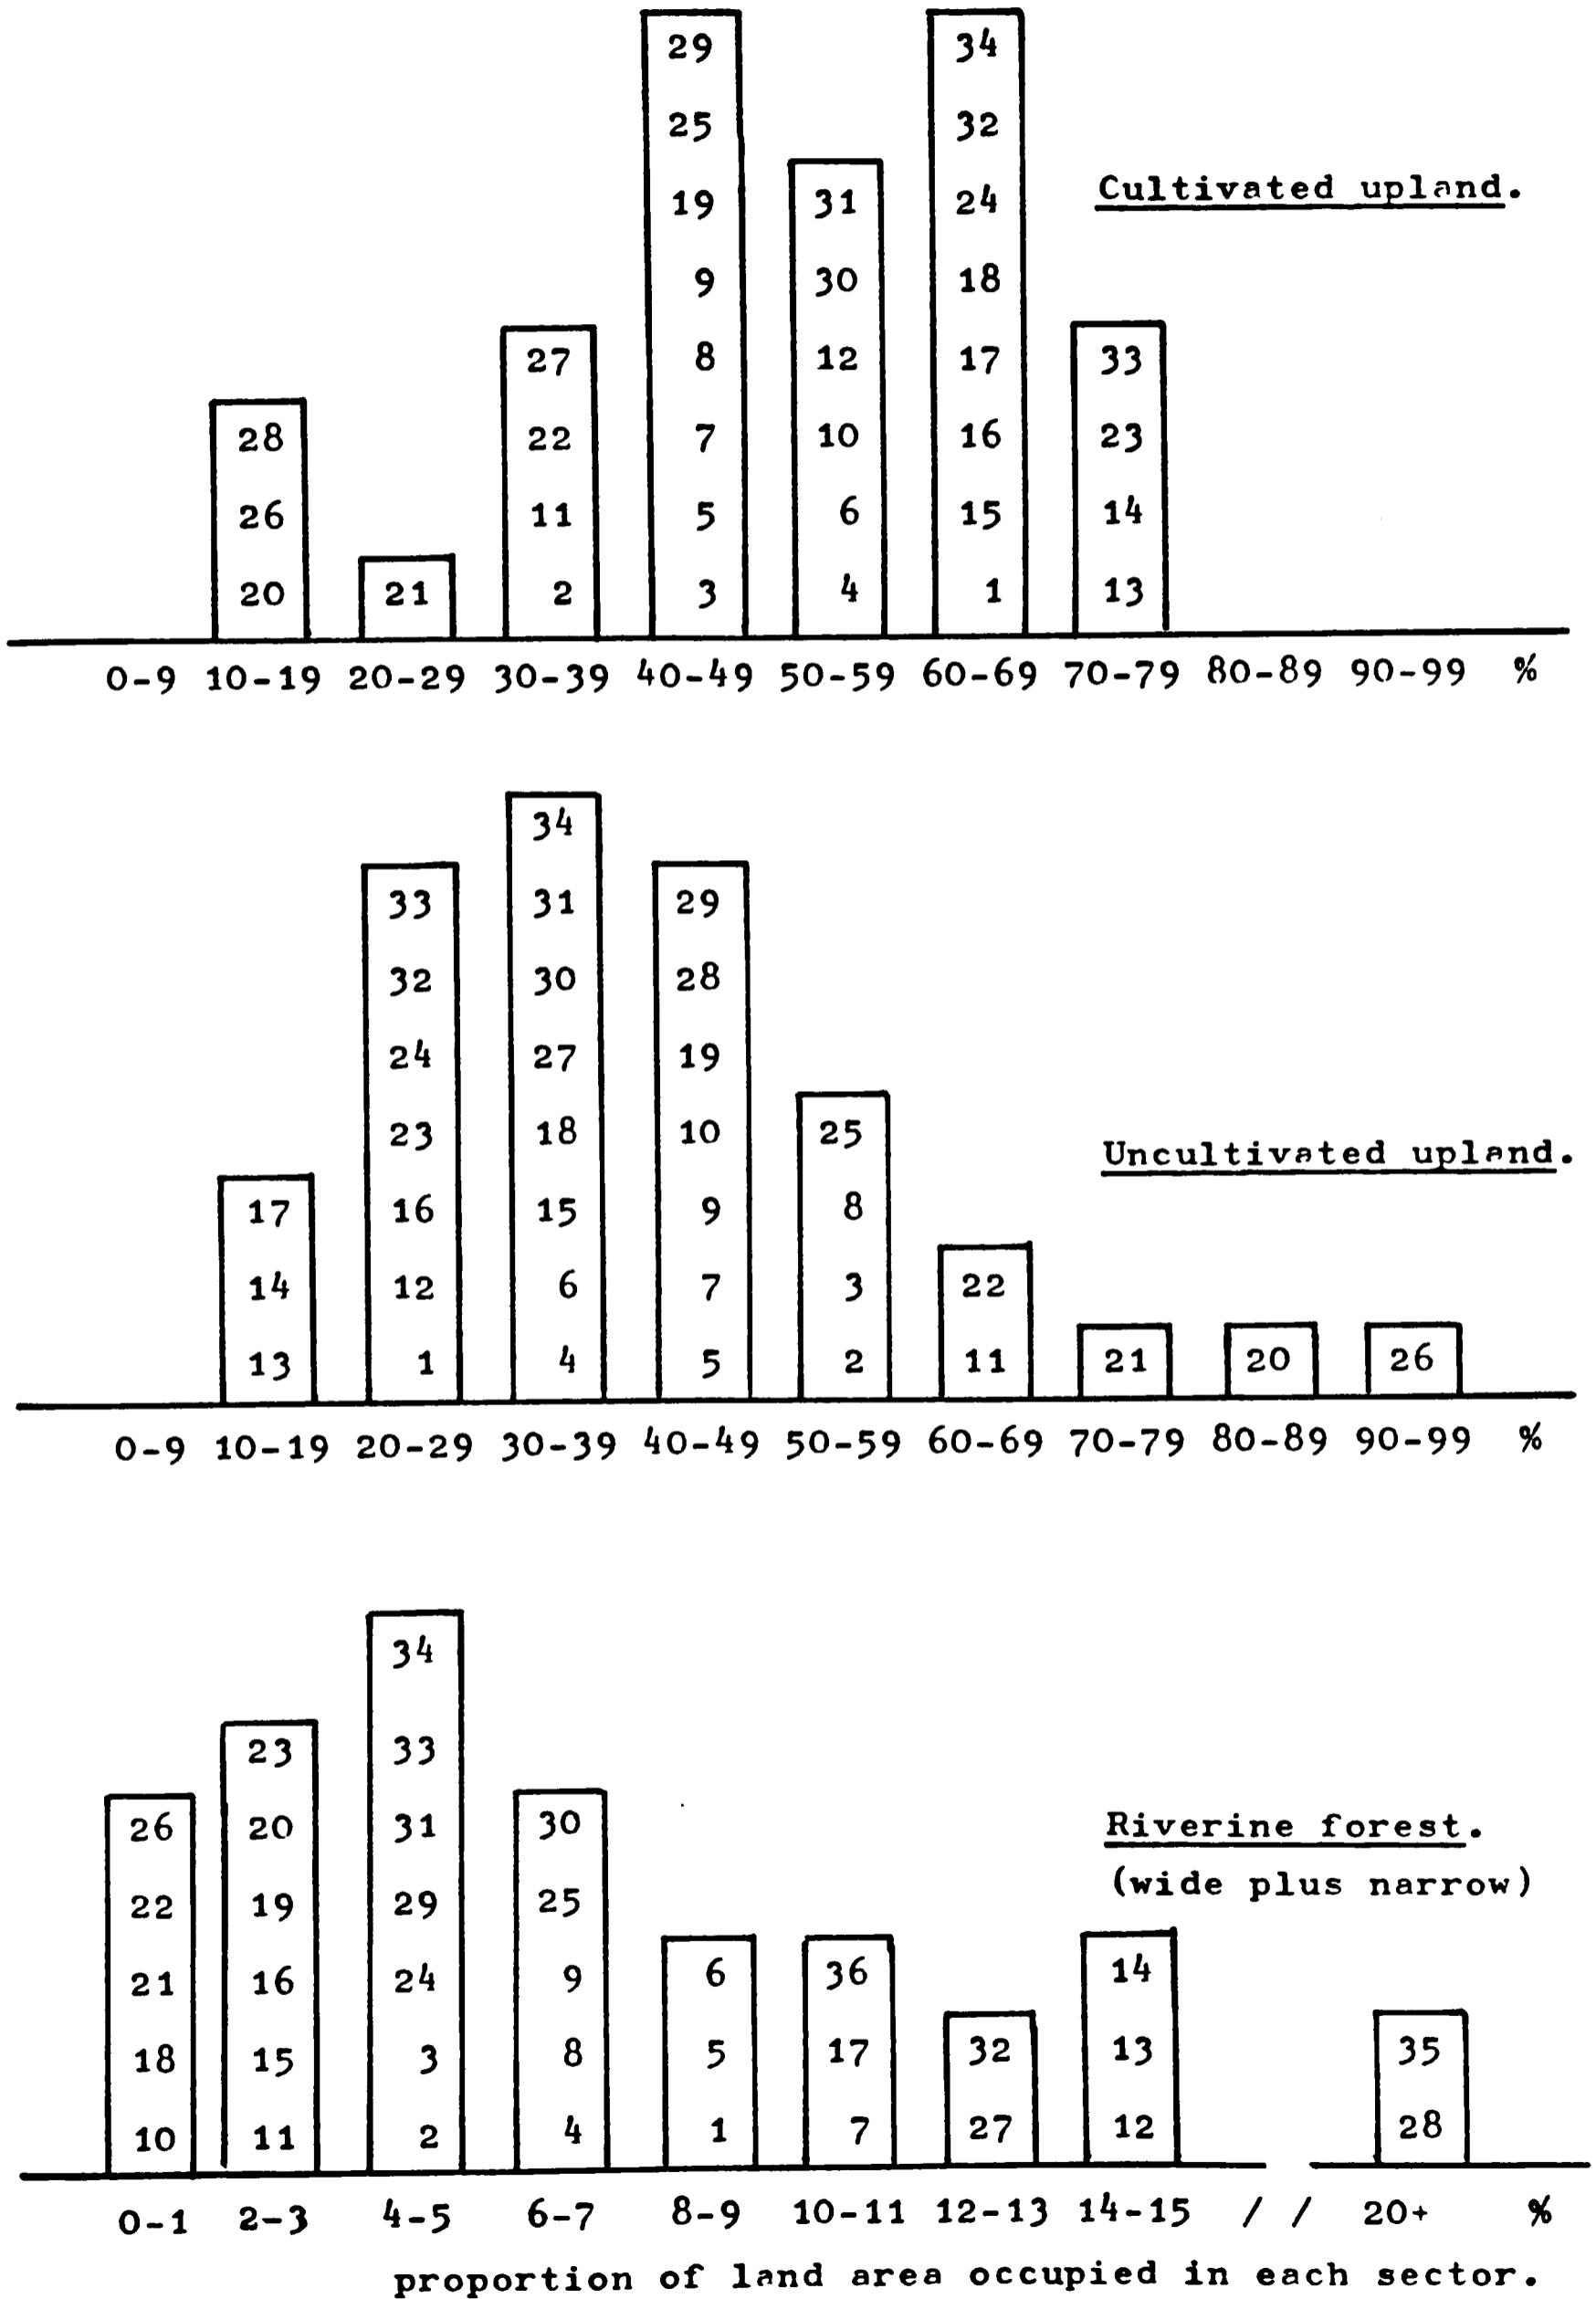 29 34
25 32
19 31 24
9 30 18
27 8 12 17 33
28 22 7 10 16 23
26 11 5 6 15 14
20 21 2 3 4 1 13
Cultivated upland.
0-9 10-19 20-29 30-39 40-49 50-59 60-69 70-79 80-89 90-99 %
34
33 31 29
32 30 28
24 27 19
23 18 10 25
17 16 15 9 8
14 12 6 7 3 22
13 1 4 5 2 11 21 20 26
Uncultivated upland.
0-9 10-19 20-29 30-39 40-49 50-59 60-69 70-79 80-89 90-99 %
34
23 33
26 20 31 30
22 19 29 25
21 16 24 9 6 36 14
18 15 3 8 5 17 32 13 35
10 11 2 4 1 7 27 12 28
Riverine forest.
(wide plus narrow)
0-1 2-3 4-5 6-7 8-9 10-11 12-13 14-15 / / 20+ %
proportion of land area occupied in each sector.